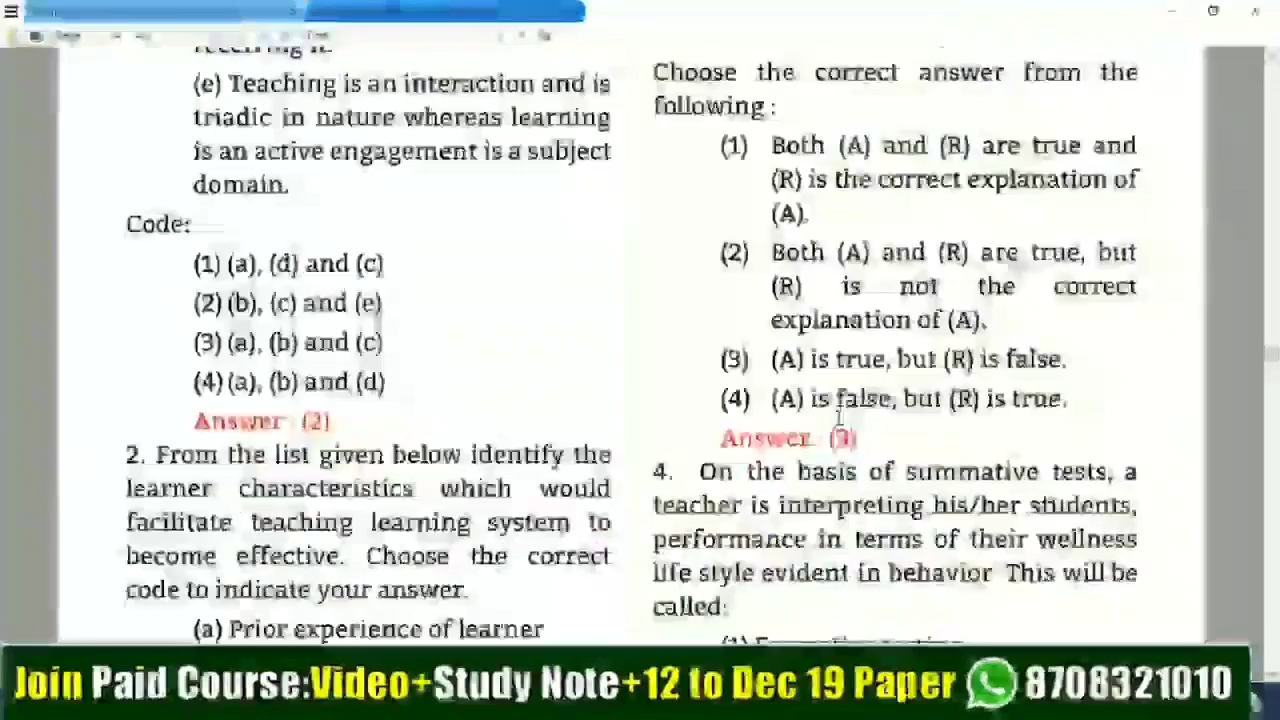 (e) Teaching is an interaction and is
triadic in nature whereas learning
is an active engagement is a subject
domain.
Code:
(1) (a), (d) and (c)
(2) (b), (c) and (e)
(3) (a), (b) and (c)
(4) (a), (b) and (d)
Answer (2)
2. From the list given below identify the
learner characteristics which would
facilitate teaching learning system to
become effective. Choose the correct
code to indicate your answer.
(a) Prior experience of learner
Choose the correct answer from the
following :
(1) Both (A) and (R) are true and
(R) is the correct explanation of
(A).
(2) Both (A) and (R) are true, but
(R) is not the correct
explanation of (A).
(3) (A) is true, but (R) is false.
(4) (A) is false, but (R) is true.
Answer (3)
4. On the basis of summative tests, a
teacher is interpreting his/her students,
performance in terms of their wellness
life style evident in behavior This will be
called:
Join Paid Course:Video+Study Note+12 to Dec 19 Paper 8708321010